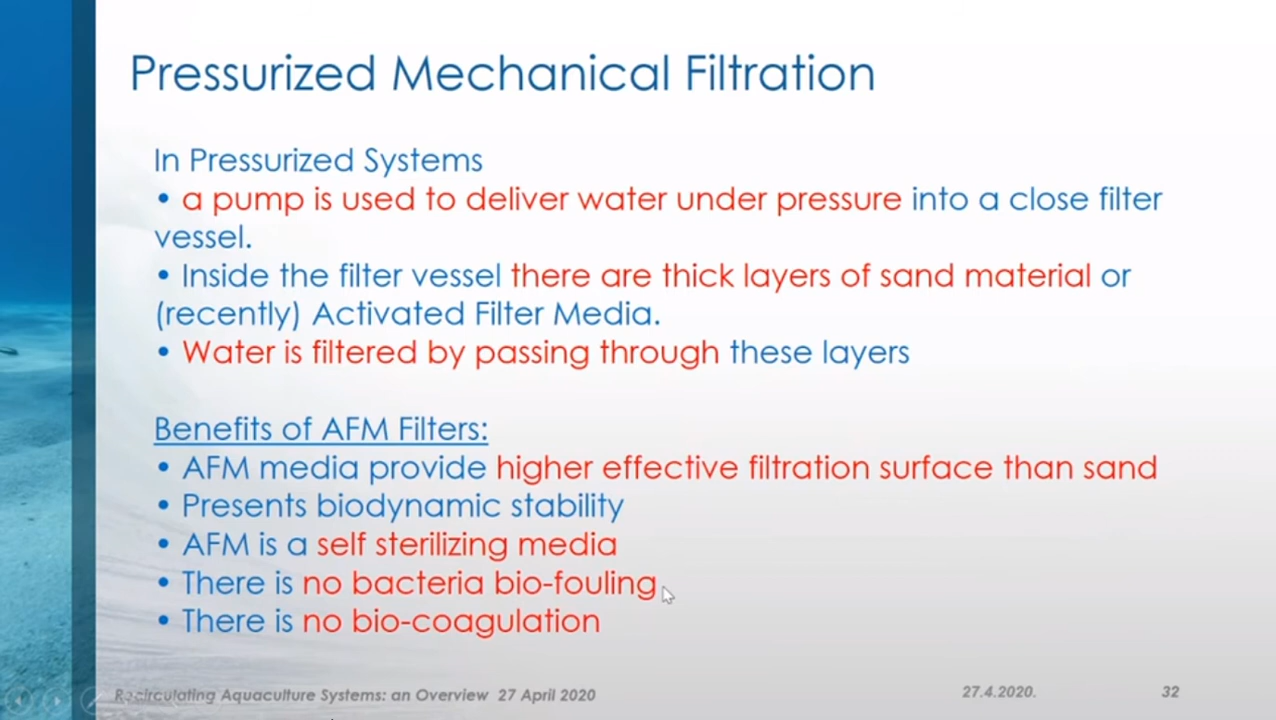 Pressurized Mechanical Filtration
In Pressurized Systems
• a pump is used to deliver water under pressure into a close filter
vessel.
• Inside the filter vessel there are thick layers of sand material or
(recently) Activated Filter Media.
• Water is filtered by passing through these layers
Benefits of AFM Filters:
• AFM media provide higher effective filtration surface than sand
• Presents biodynamic stability
• AFM is a self sterilizing media
• There is no bacteria bio-fouling
• There is no bio-coagulation
Recirculating Aquaculture Systems: an Overview 27 April 2020
27.4.2020.
32